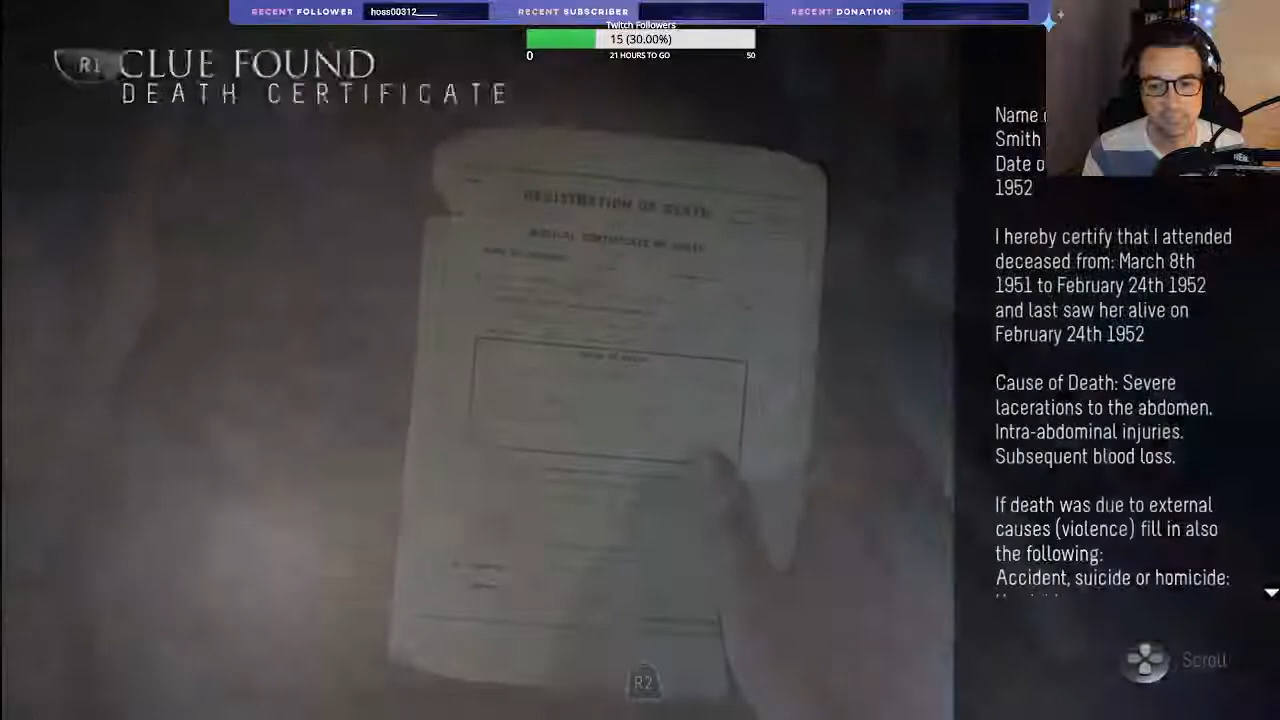 RECENT FOLLOWER hoss00312____ RECENT SUBSCRIBER RECENT DONATION
Twitch Followers
15 (30.00%)
0 21 HOURS TO GO 50
R1 CLUE FOUND
DEATH CERTIFICATE
REGISTRATION OF DEATH
MEDICAL CERTIFICATE OF DEATH
Name
Smith
Date o
1952
I hereby certify that I attended
deceased from: March 8th
1951 to February 24th 1952
and last saw her alive on
February 24th 1952
Cause of Death: Severe
lacerations to the abdomen.
Intra-abdominal injuries.
Subsequent blood loss.
If death was due to external
causes (violence) fill in also
the following:
Accident, suicide or homicide:
R2
Scroll